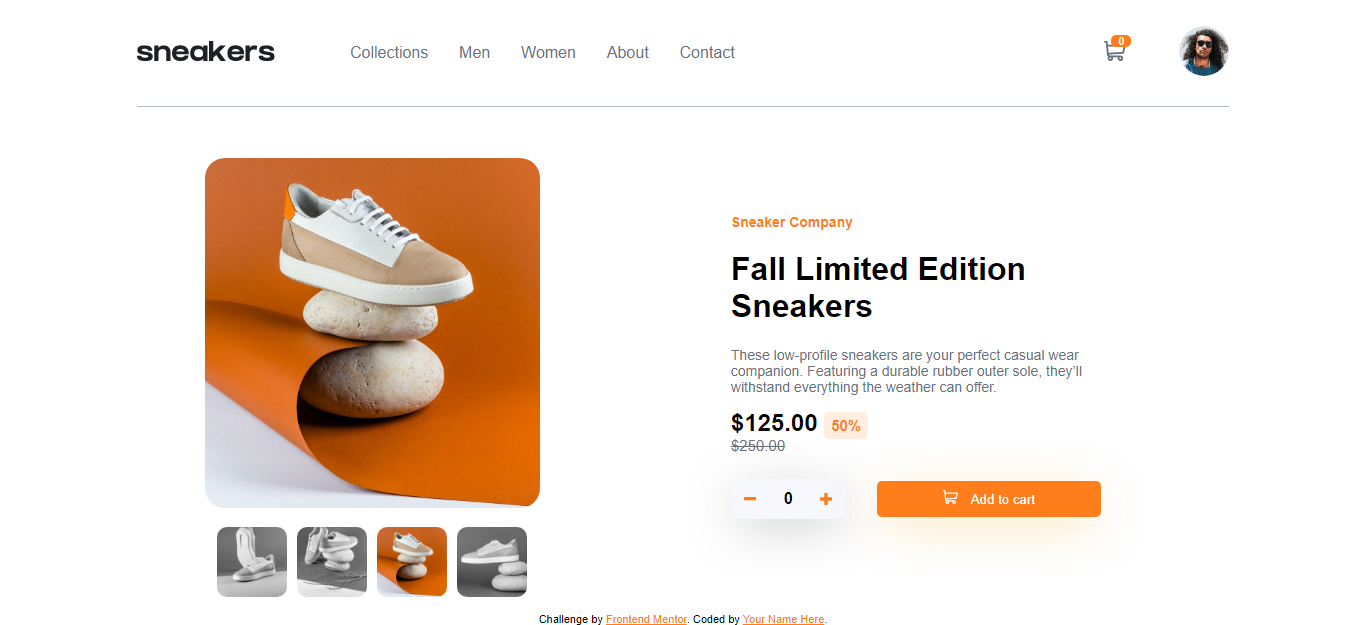 sneakers Collections Men Women About Contact 0
Sneaker Company
Fall Limited Edition
Sneakers
These low-profile sneakers are your perfect casual wear
companion. Featuring a durable rubber outer sole, they’ll
withstand everything the weather can offer.
$125.00 50%
$250.00
0 Add to cart
Challenge by Frontend Mentor. Coded by Your Name Here.